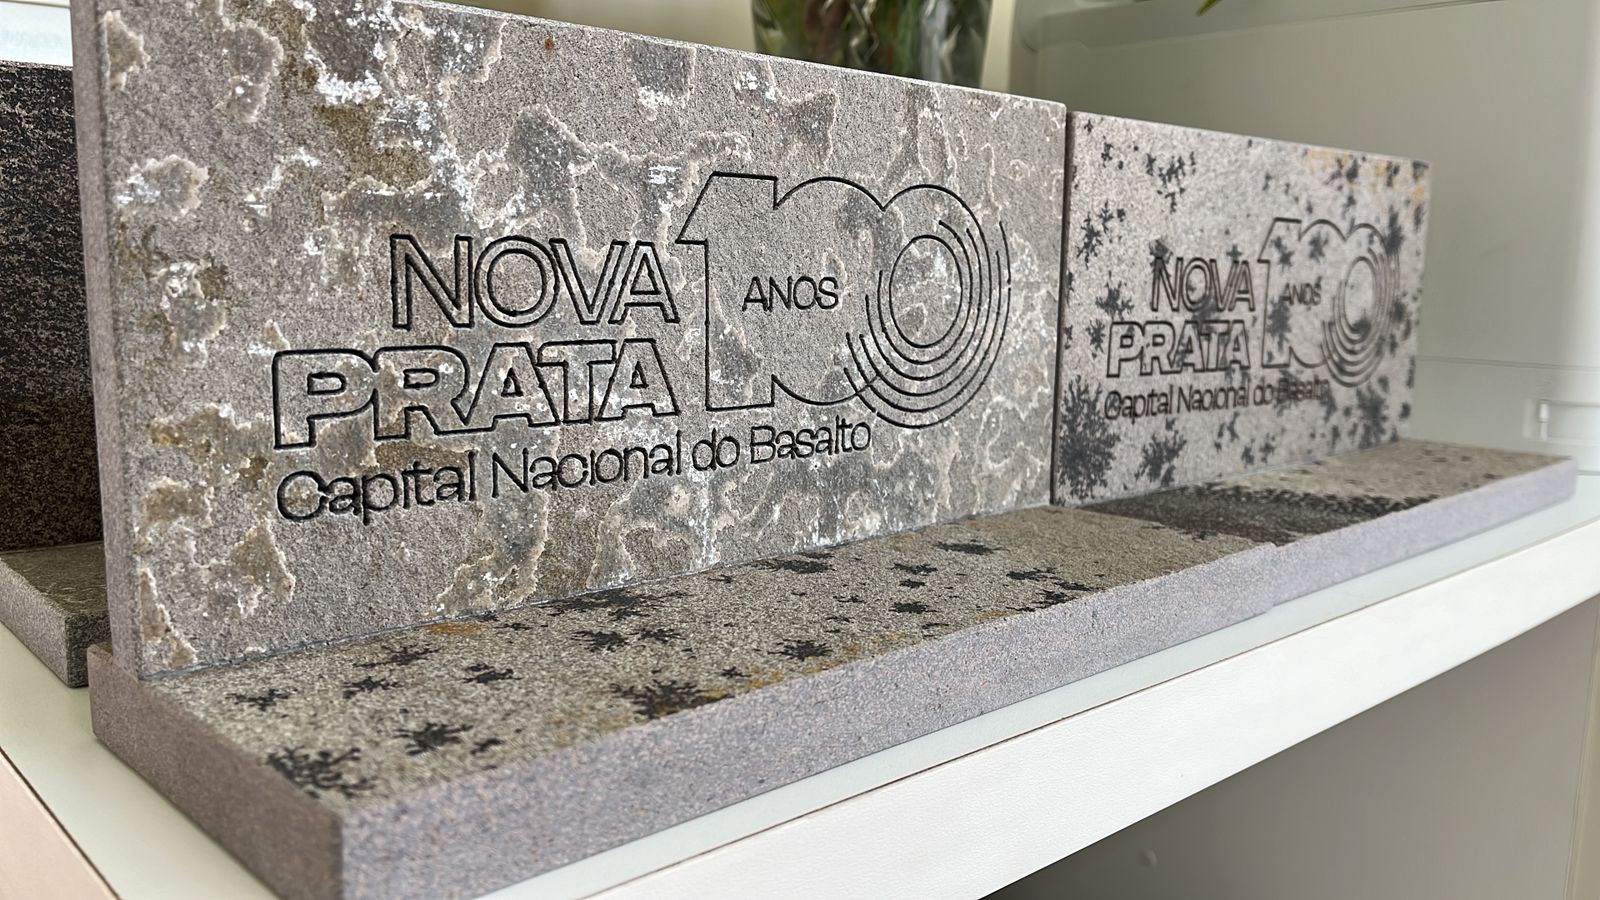 NOVA
PRATA
100
ANOS
Capital Nacional do Basalto
NOVA
PRATA
100
ANOS
Capital Nacional do Basalto